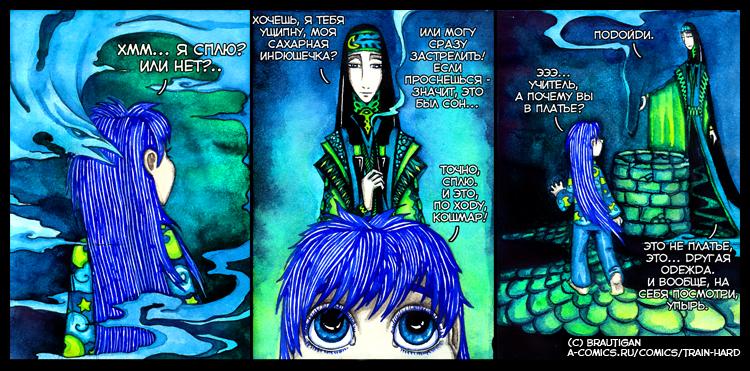 ХММ... Я СПЛЮ?
ИЛИ НЕТ?..
ХОЧЕШЬ, Я ТЕБЯ
УЩИПНУ, МОЯ
САХАРНАЯ
ИНДЮШЕЧКА?
ИЛИ МОГУ
СРАЗУ
ЗАСТРЕЛИТЬ!
ЕСЛИ
ПРОСНЕШЬСЯ -
ЗНАЧИТ, ЭТО
БЫЛ СОН...
ТОЧНО,
СПЛЮ.
И ЭТО,
ПО ХОДУ,
КОШМАР!
ПОДОЙДИ.
ЭЭЭ...
УЧИТЕЛЬ,
А ПОЧЕМУ ВЫ
В ПЛАТЬЕ?
ЭТО НЕ ПЛАТЬЕ,
ЭТО... ДРУГАЯ
ОДЕЖДА.
И ВООБЩЕ, НА
СЕБЯ ПОСМОТРИ,
УПЫРЬ.
(C) BRAUTIGAN
A-COMICS.RU/COMICS/TRAIN-HARD